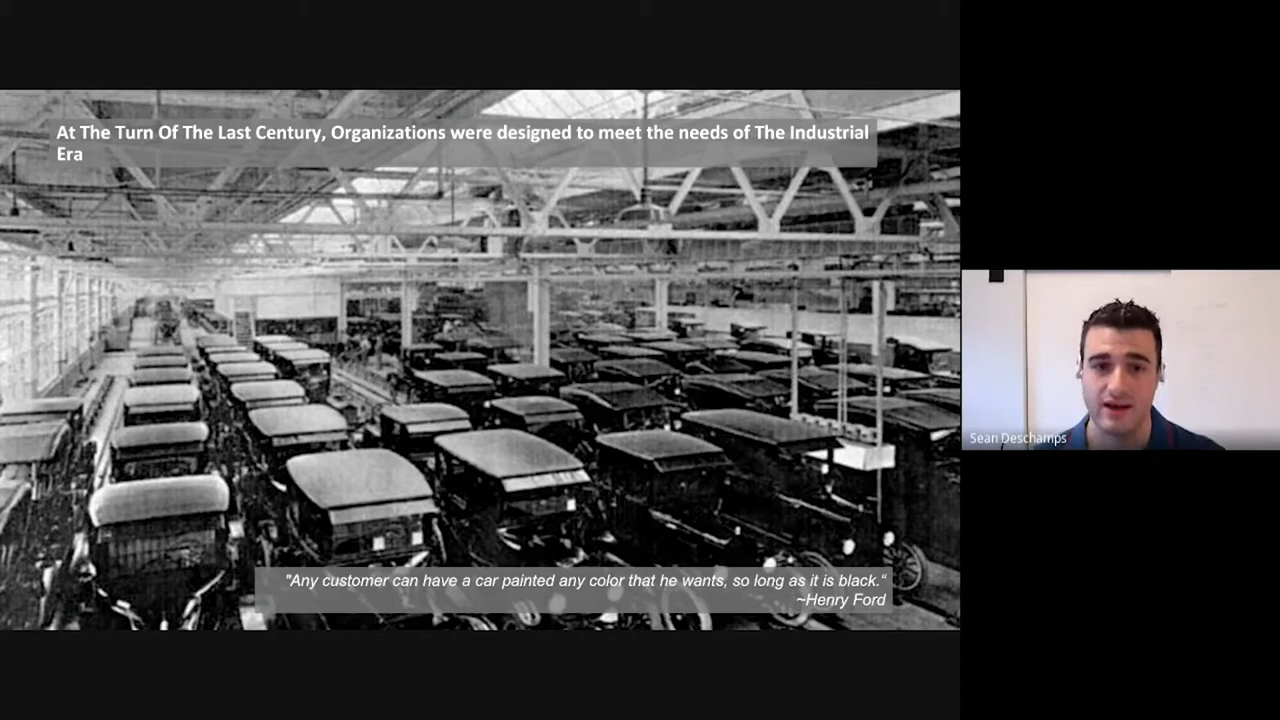 At The Turn Of The Last Century, Organizations were designed to meet the needs of The Industrial
Era
"Any customer can have a car painted any color that he wants, so long as it is black.“
~Henry Ford
Sean Deschamps